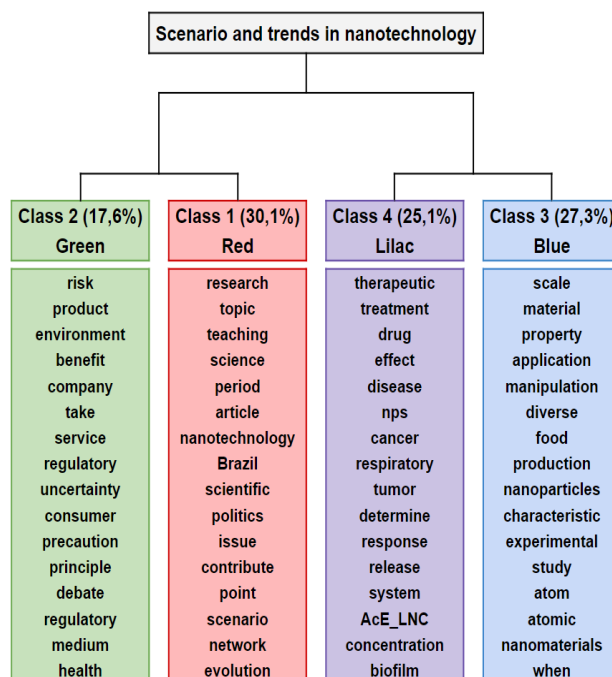 Scenario and trends in nanotechnology
Class 2 (17,6%)
Green
risk
product
environment
benefit
company
take
service
regulatory
uncertainty
consumer
precaution
principle
debate
regulatory
medium
health
Class 1 (30,1%)
Red
research
topic
teaching
science
period
article
nanotechnology
Brazil
scientific
politics
issue
contribute
point
scenario
network
evolution
Class 4 (25,1%)
Lilac
therapeutic
treatment
drug
effect
disease
nps
cancer
respiratory
tumor
determine
response
release
system
AcE_LNC
concentration
biofilm
Class 3 (27,3%)
Blue
scale
material
property
application
manipulation
diverse
food
production
nanoparticles
characteristic
experimental
study
atom
atomic
nanomaterials
when